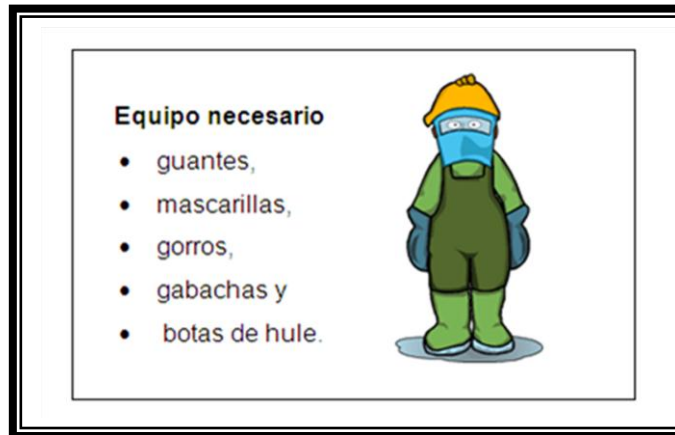 Equipo necesario
• guantes,
• mascarillas,
• gorros,
• gabachas y
• botas de hule.